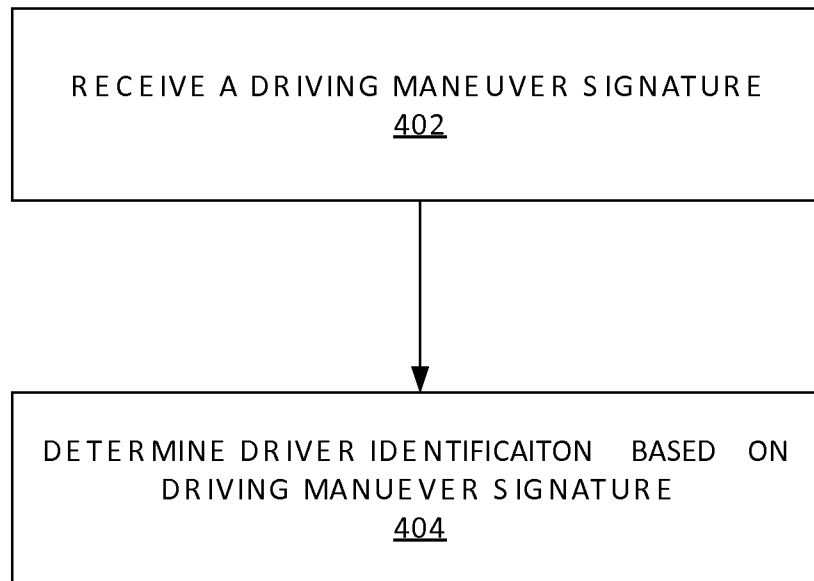 RECEIVE A DRIVING MANEUVER SIGNATURE
402
DETERMINE DRIVER IDENTIFICAITON BASED ON
DRIVING MANUEVER SIGNATURE
404